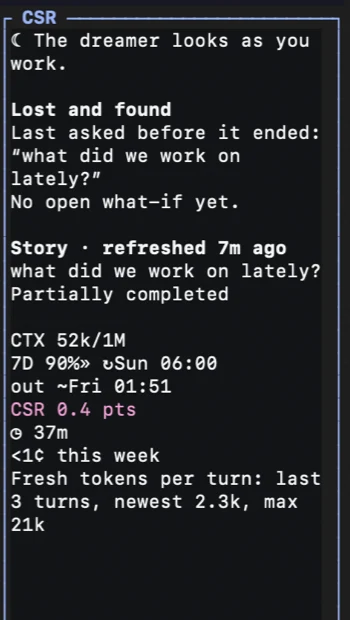 CSR
☾ The dreamer looks as you
work.
Lost and found
Last asked before it ended:
“what did we work on
lately?”
No open what-if yet.
Story · refreshed 7m ago
what did we work on lately?
Partially completed
CTX 52k/1M
7D 90%» ↻Sun 06:00
out ~Fri 01:51
CSR 0.4 pts
◷ 37m
<1¢ this week
Fresh tokens per turn: last
3 turns, newest 2.3k, max
21k